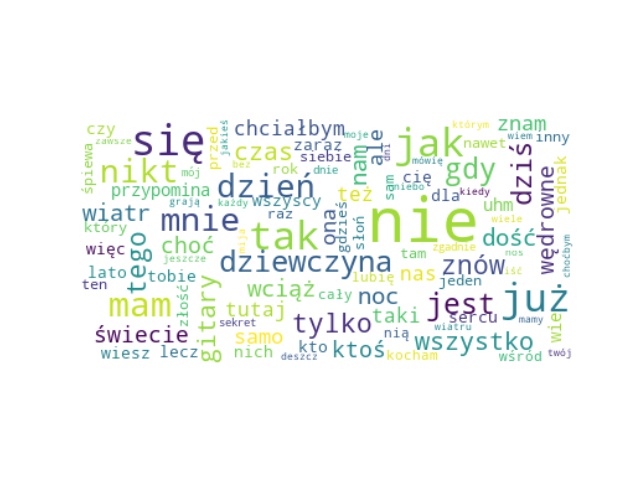 czy
się
przed
jakieś
chciałbym
moje
ale
jak
którym
znam
zawsze
czas
zaraz
siebie
dni
nawet
wiem
inny
śpiewa
nikt
mój
bez
rok
dnie
nam
mówię
gdy
dziś
jednak
przypomina
dzień
sam
cię
niebo
dla
kiedy
wędrowne
grają
każdy
wszyscy
też
uhm
wiatr
mnie
raz
ona
gdzieś
słoń
nie
wiele
który
tak
dość
choćbym
więc
tego
choć
mija
tam
zgadnie
nos
jeszcze
dziewczyna
znów
iść
lato
tobie
lubię
nas
jeden
ten
złość
gitary
wciąż
cały
noc
jest
już
mam
tutaj
taki
sercu
sekret
tylko
wiatru
mamy
wie
świecie
samo
nią
wszystko
wiesz
lecz
nich
kto
ktoś
deszcz
kocham
wśród
twój